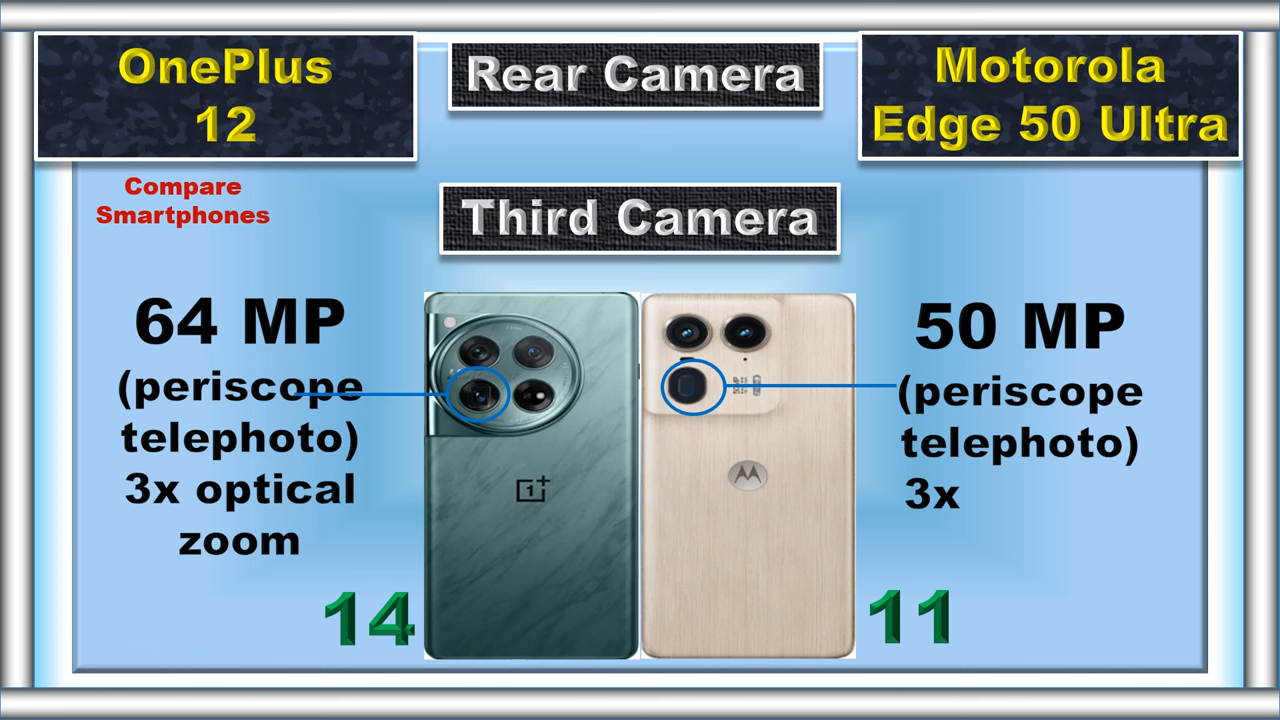 OnePlus
12
Rear Camera
Motorola
Edge 50 Ultra
Compare
Smartphones
Third Camera
64 MP
(periscope
telephoto)
3x optical
zoom
50 MP
(periscope
telephoto)
3x
14
11